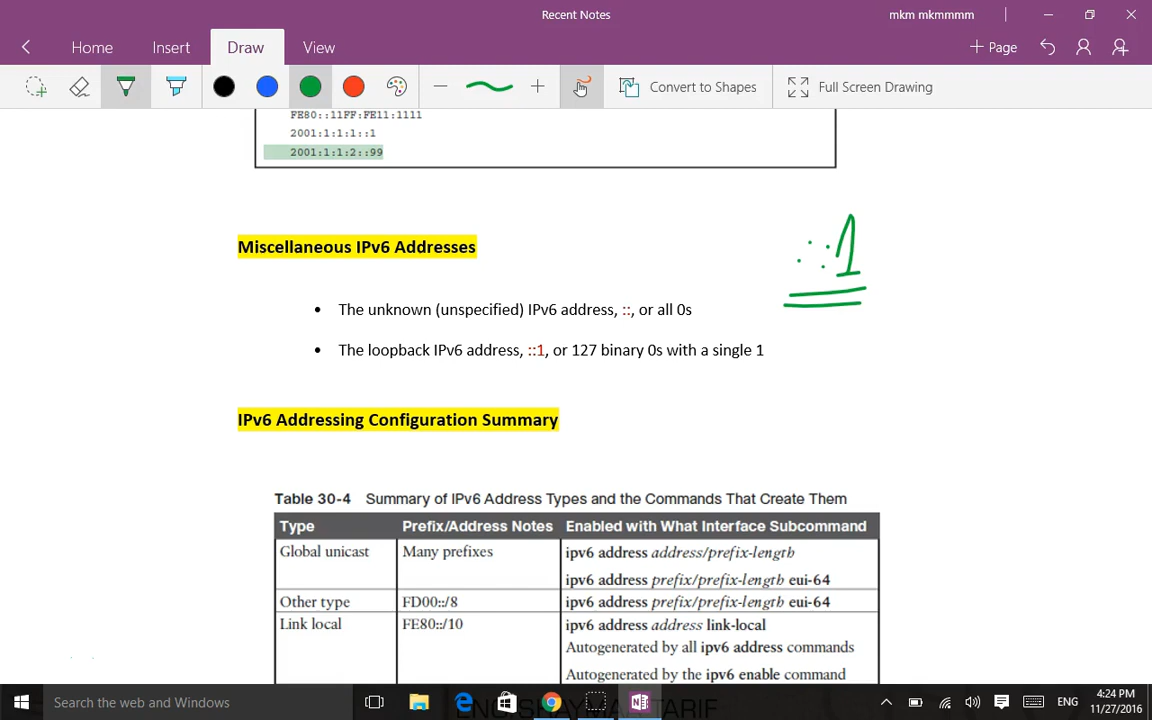 Recent Notes
mkm mkmmmm
Home
Insert
Draw
View
Page
Convert to Shapes
Full Screen Drawing
FE80::11FF:FE11:1111
2001:1:1:1::1
2001:1:1:2::99
::1
Miscellaneous IPv6 Addresses
• The unknown (unspecified) IPv6 address, ::, or all 0s
• The loopback IPv6 address, ::1, or 127 binary 0s with a single 1
IPv6 Addressing Configuration Summary
Table 30-4 Summary of IPv6 Address Types and the Commands That Create Them
Type Prefix/Address Notes Enabled with What Interface Subcommand
Global unicast Many prefixes ipv6 address address/prefix-length
ipv6 address prefix/prefix-length eui-64
Other type FD00::/8 ipv6 address prefix/prefix-length eui-64
Link local FE80::/10 ipv6 address address link-local
Autogenerated by all ipv6 address commands
Autogenerated by the ipv6 enable command
Search the web and Windows
ENG
4:24 PM
11/27/2016